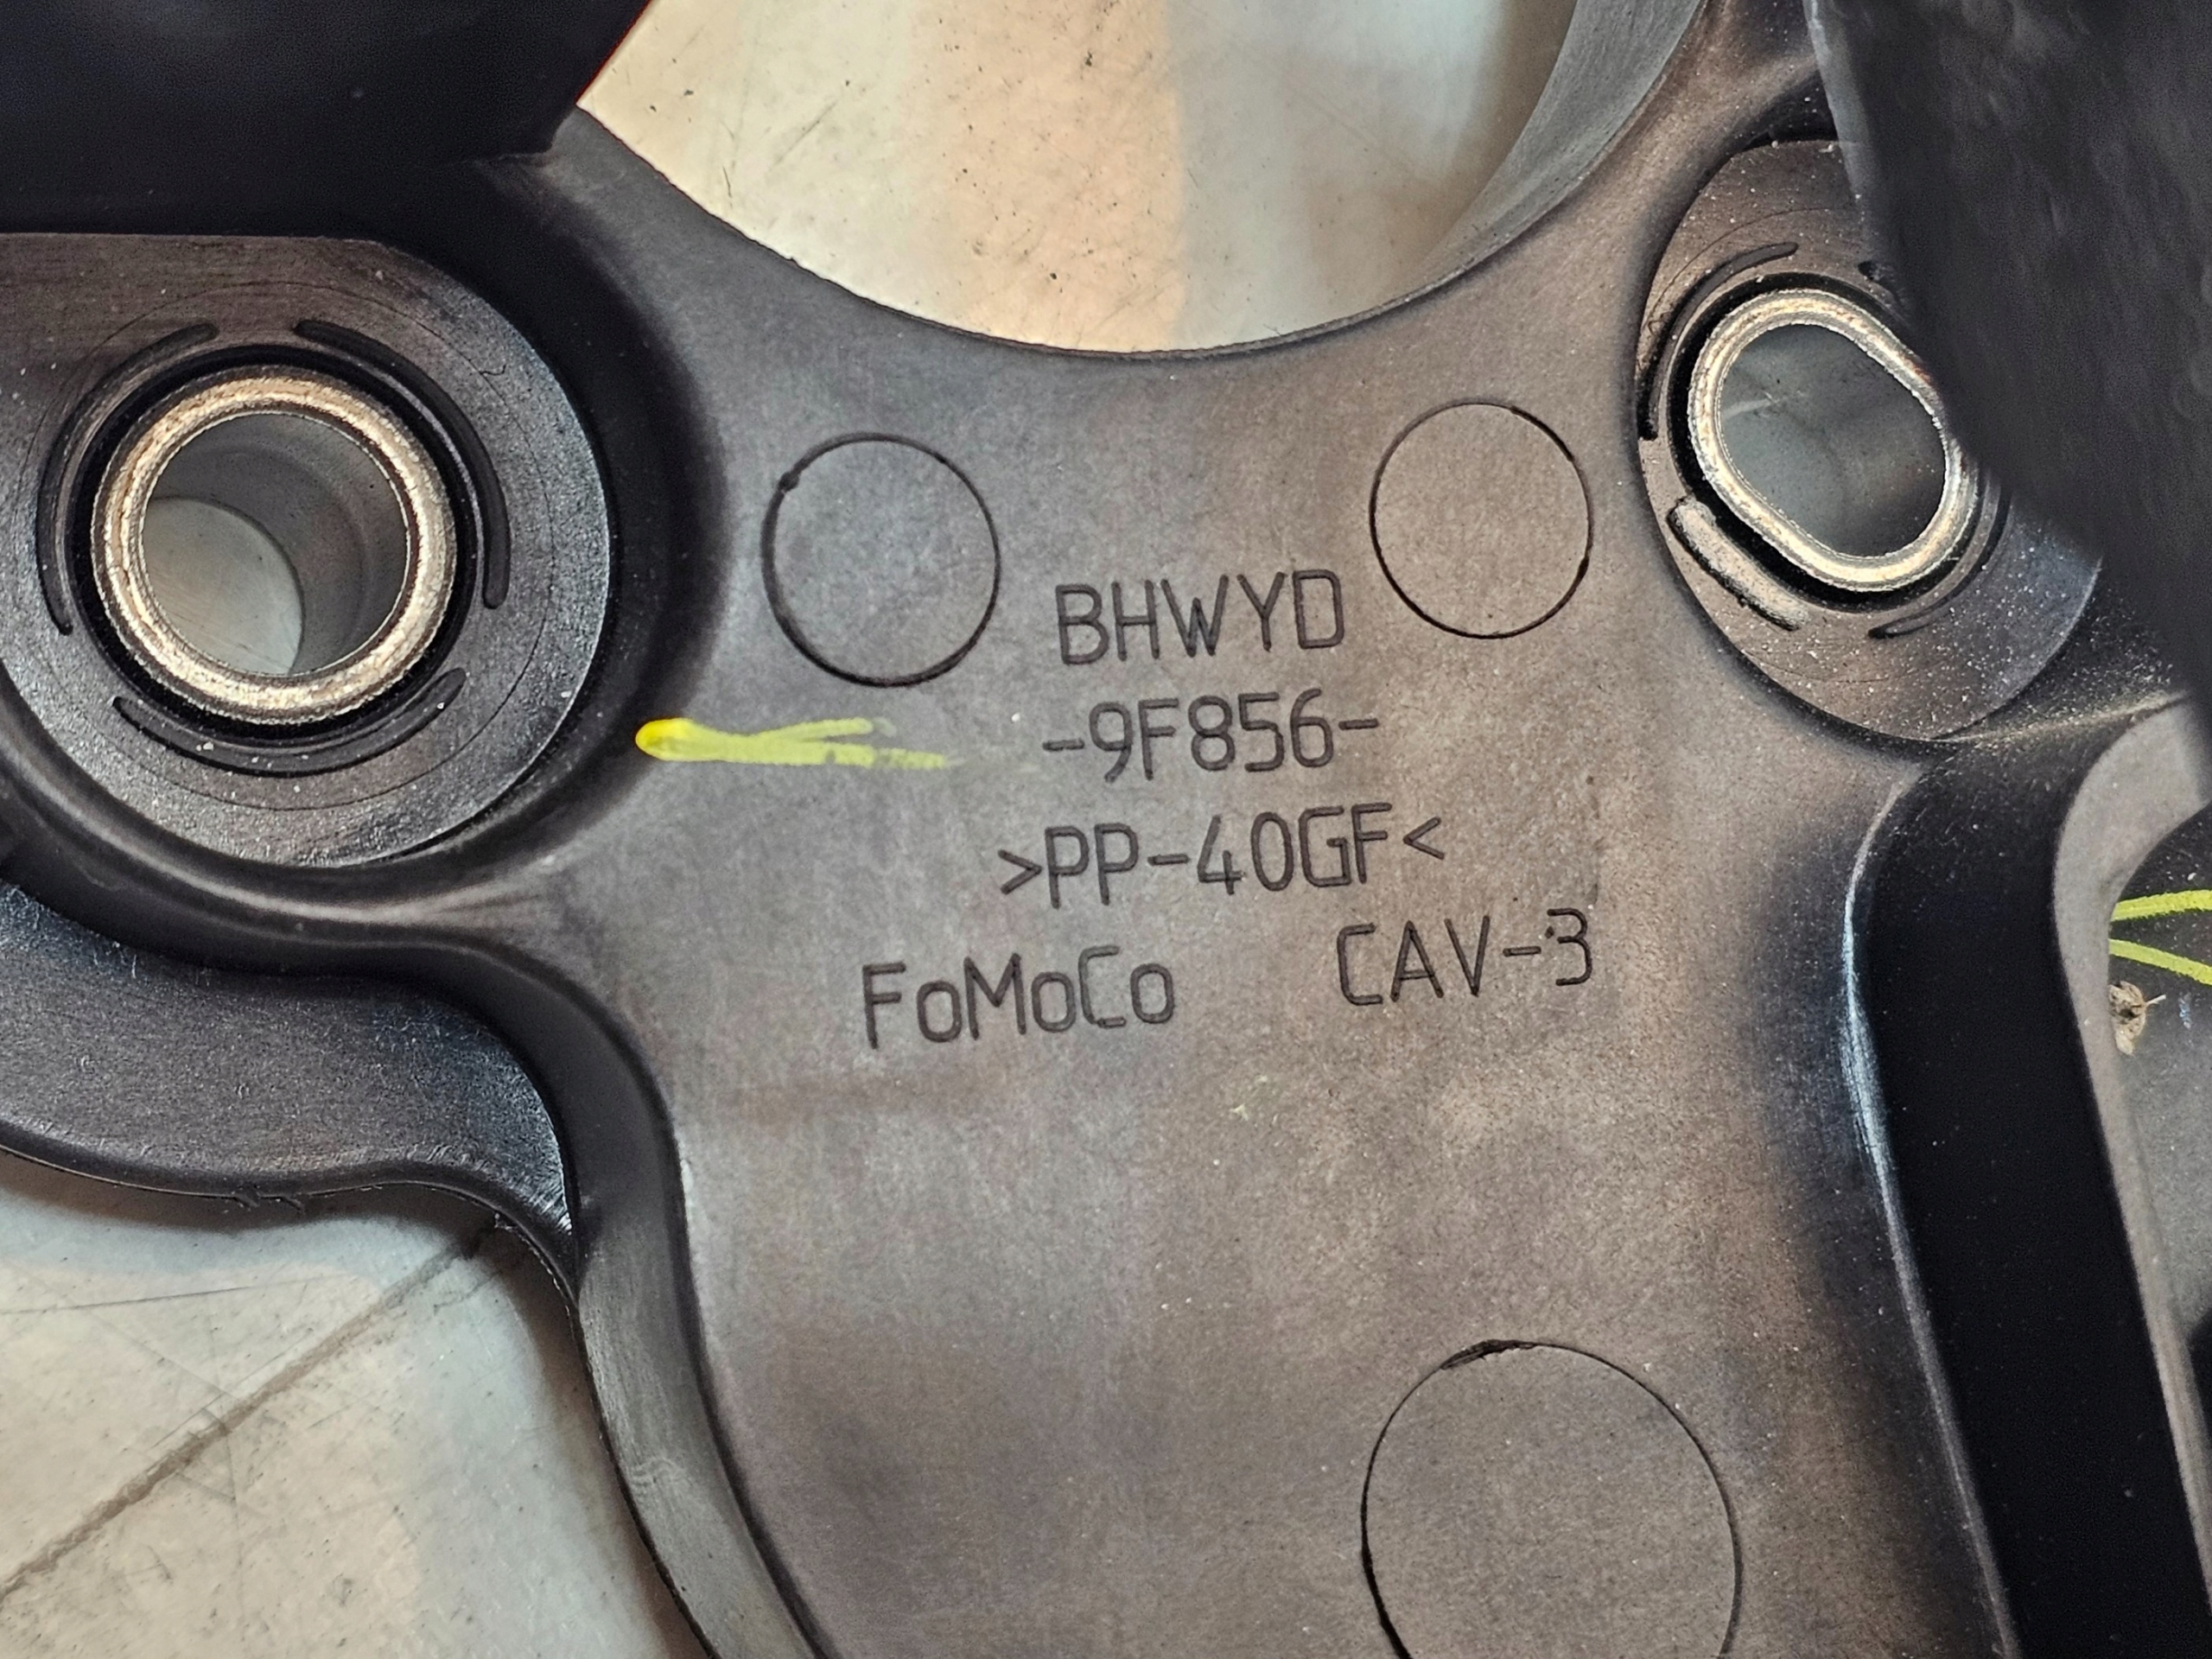 BHWYD
-9F856-
>PP-40GF<
FoMoCo CAV-3